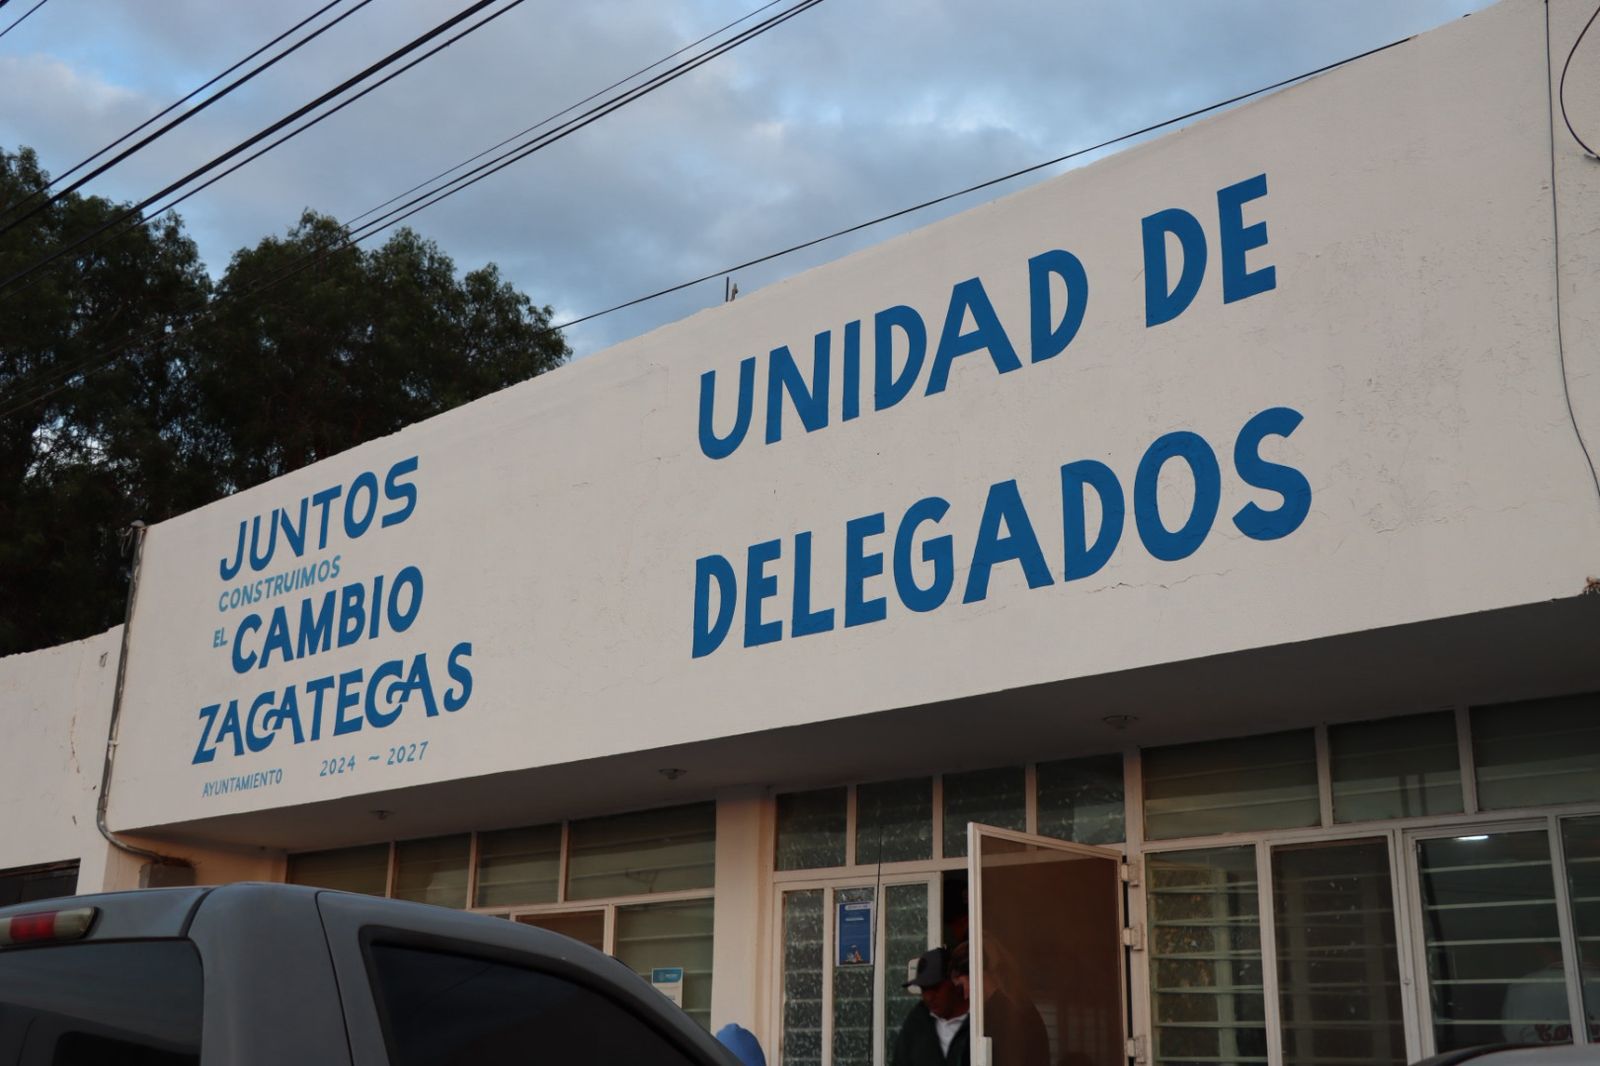 JUNTOS
CONSTRUIMOS
EL CAMBIO
ZACATECAS
AYUNTAMIENTO 2024 ~ 2027
UNIDAD DE
DELEGADOS